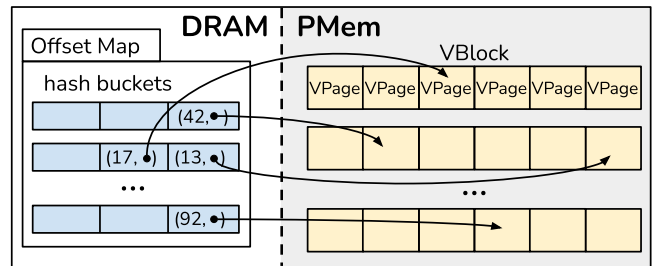 DRAM PMem
Offset Map
VBlock
hash buckets
VPage VPage VPage VPage VPage VPage
(42, )
(17, ) (13, )
...
...
(92, )